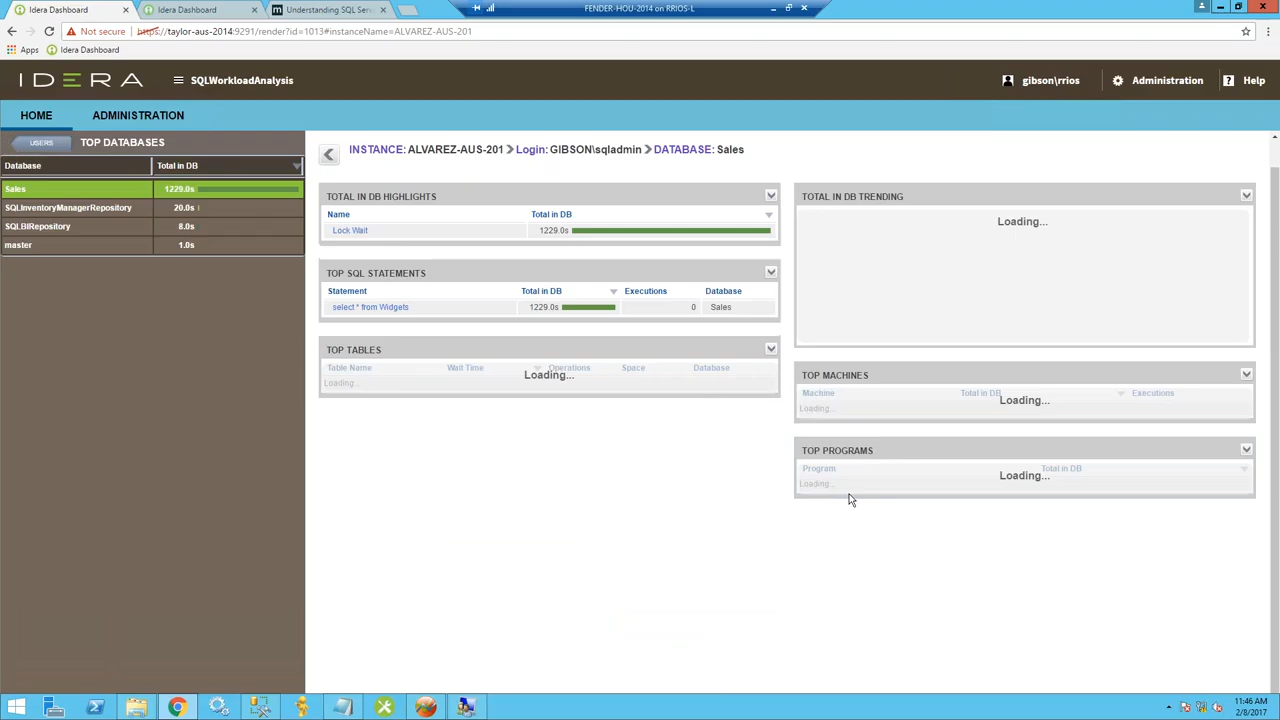 Idera Dashboard
Idera Dashboard
Understanding SQL Serv
FENDER-HOU-2014 on RRIOS-L
Not secure | https://taylor-aus-2014:9291/render?id=1013#instanceName=ALVAREZ-AUS-201
Apps Idera Dashboard
IDERA SQLWorkloadAnalysis gibson\rrios Administration ? Help
HOME ADMINISTRATION
USERS TOP DATABASES
Database Total in DB
Sales 1229.0s
SQLInventoryManagerRepository 20.0s
SQLBIRepository 8.0s
master 1.0s
INSTANCE: ALVAREZ-AUS-201 > Login: GIBSON\sqladmin > DATABASE: Sales
TOTAL IN DB HIGHLIGHTS
Name Total in DB
Lock Wait 1229.0s
TOP SQL STATEMENTS
Statement Total in DB Executions Database
select * from Widgets 1229.0s 0 Sales
TOP TABLES
Table Name Wait Time Operations Space Database
Loading...
Loading...
TOTAL IN DB TRENDING
Loading...
TOP MACHINES
Machine Total in DB Executions
Loading...
Loading...
TOP PROGRAMS
Program Total in DB
Loading...
Loading...
11:46 AM
2/8/2017